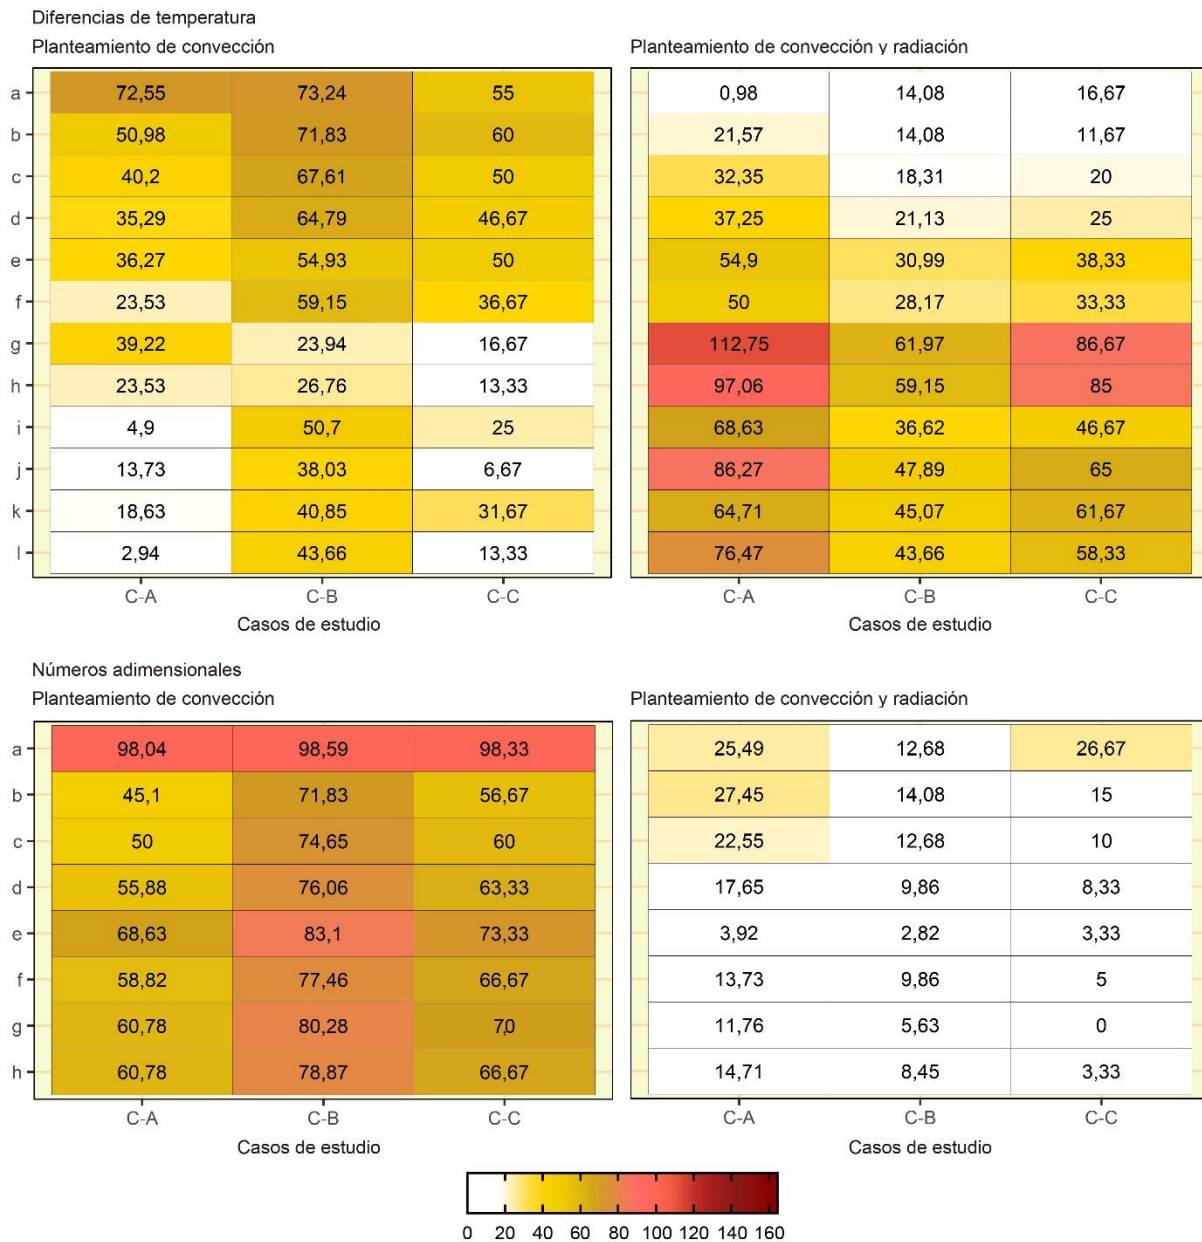 Diferencias de temperatura
Planteamiento de convección
Planteamiento de convección y radiación
a 72,55 73,24 55 0,98 14,08 16,67
b 50,98 71,83 60 21,57 14,08 11,67
c 40,2 67,61 50 32,35 18,31 20
d 35,29 64,79 46,67 37,25 21,13 25
e 36,27 54,93 50 54,9 30,99 38,33
f 23,53 59,15 36,67 50 28,17 33,33
g 39,22 23,94 16,67 112,75 61,97 86,67
h 23,53 26,76 13,33 97,06 59,15 85
i 4,9 50,7 25 68,63 36,62 46,67
j 13,73 38,03 6,67 86,27 47,89 65
k 18,63 40,85 31,67 64,71 45,07 61,67
l 2,94 43,66 13,33 76,47 43,66 58,33
C-A C-B C-C C-A C-B C-C
Casos de estudio Casos de estudio
Números adimensionales
Planteamiento de convección
Planteamiento de convección y radiación
a 98,04 98,59 98,33 25,49 12,68 26,67
b 45,1 71,83 56,67 27,45 14,08 15
c 50 74,65 60 22,55 12,68 10
d 55,88 76,06 63,33 17,65 9,86 8,33
e 68,63 83,1 73,33 3,92 2,82 3,33
f 58,82 77,46 66,67 13,73 9,86 5
g 60,78 80,28 7,0 11,76 5,63 0
h 60,78 78,87 66,67 14,71 8,45 3,33
C-A C-B C-C C-A C-B C-C
Casos de estudio Casos de estudio
0 20 40 60 80 100 120 140 160